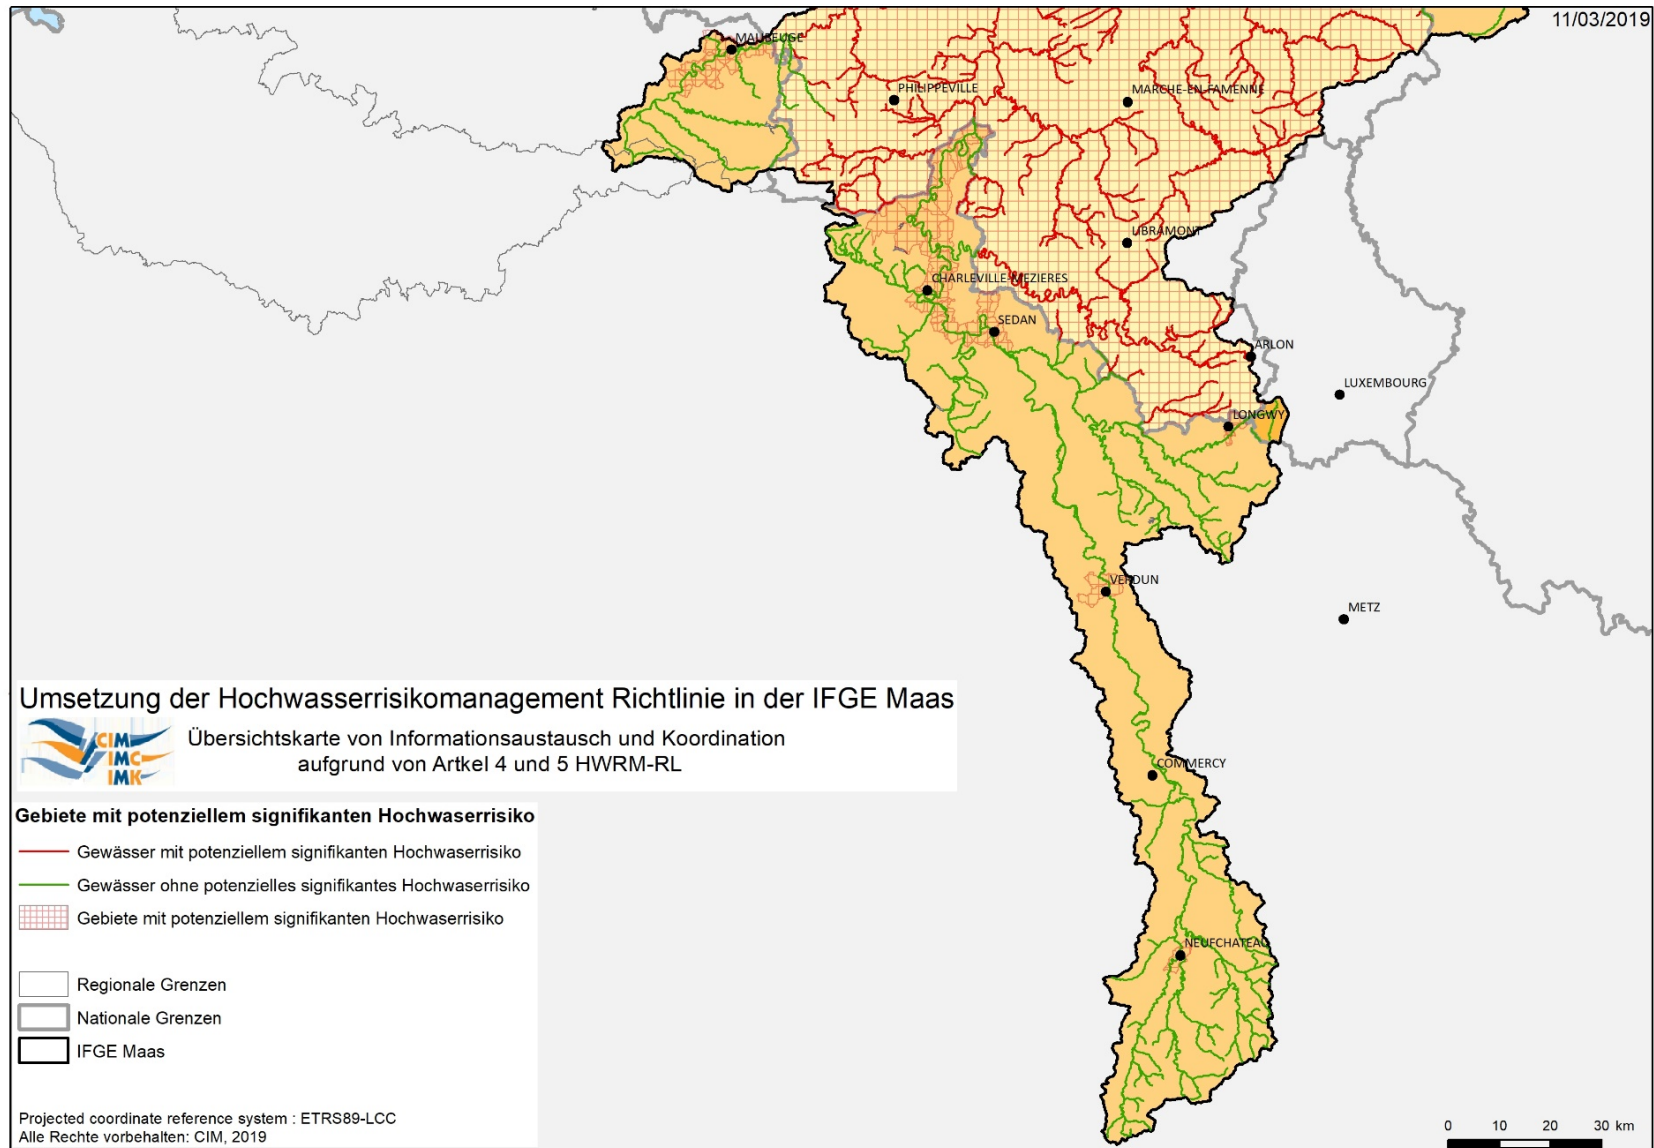 11/03/2019
MAUBEUGE
PHILIPPEVILLE
MARCHE-EN-FAMENNE
LIBRAMONT
CHARLEVILLE-MEZIERES
SEDAN
ARLON
LUXEMBOURG
LONGWY
VERDUN
METZ
COMMERCY
NEUFCHATEAU
Umsetzung der Hochwasserrisikomanagement Richtlinie in der IFGE Maas
CIM
IMC
IMK
Übersichtskarte von Informationsaustausch und Koordination
aufgrund von Artkel 4 und 5 HWRM-RL
Gebiete mit potenziellem signifikanten Hochwaserrisiko
Gewässer mit potenziellem signifikanten Hochwaserrisiko
Gewässer ohne potenzielles signifikantes Hochwaserrisiko
Gebiete mit potenziellem signifikanten Hochwaserrisiko
Regionale Grenzen
Nationale Grenzen
IFGE Maas
Projected coordinate reference system : ETRS89-LCC
Alle Rechte vorbehalten: CIM, 2019
0 10 20 30 km